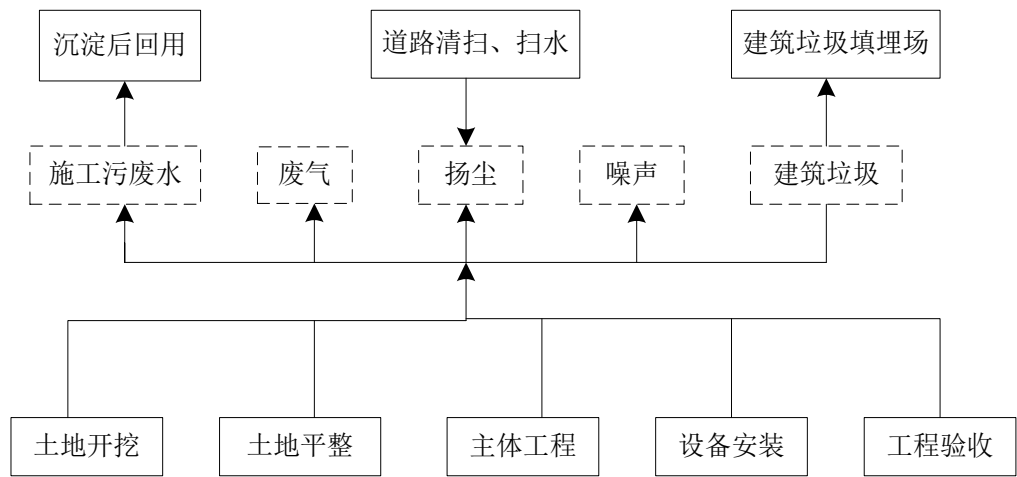 沉淀后回用
道路清扫、扫水
建筑垃圾填埋场
施工污废水
废气
扬尘
噪声
建筑垃圾
土地开挖
土地平整
主体工程
设备安装
工程验收